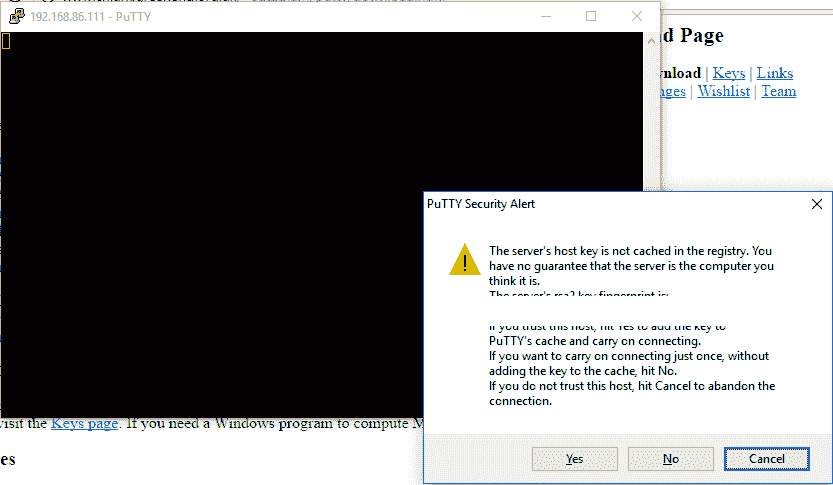 192.168.86.111 - PuTTY
d Page
nload | Keys | Links
ges | Wishlist | Team
PuTTY Security Alert
The server's host key is not cached in the registry. You
have no guarantee that the server is the computer you
think it is.
The server's rsa2 key fingerprint is:
If you trust this host, hit Yes to add the key to
PuTTY's cache and carry on connecting.
If you want to carry on connecting just once, without
adding the key to the cache, hit No.
If you do not trust this host, hit Cancel to abandon the
connection.
Yes No Cancel
visit the Keys page. If you need a Windows program to compute M
es